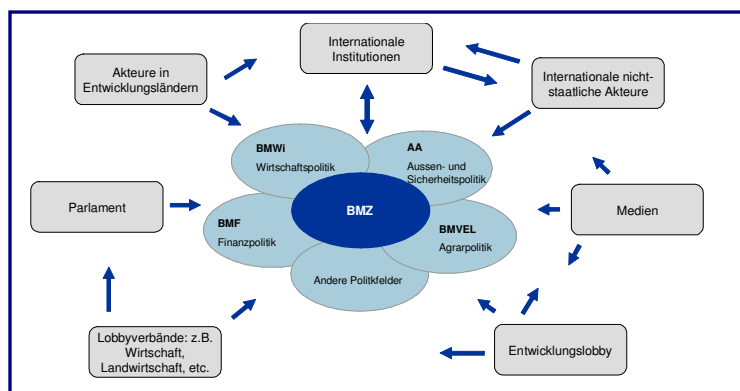 Internationale
Institutionen
Akteure in
Entwicklungsländern
Internationale nicht-
staatliche Akteure
BMWi
Wirtschaftspolitik
AA
Aussen- und
Sicherheitspolitik
Parlament
BMZ
Medien
BMF
Finanzpolitik
BMVEL
Agrarpolitik
Andere Politkfelder
Lobbyverbände: z.B.
Wirtschaft,
Landwirtschaft, etc.
Entwicklungslobby